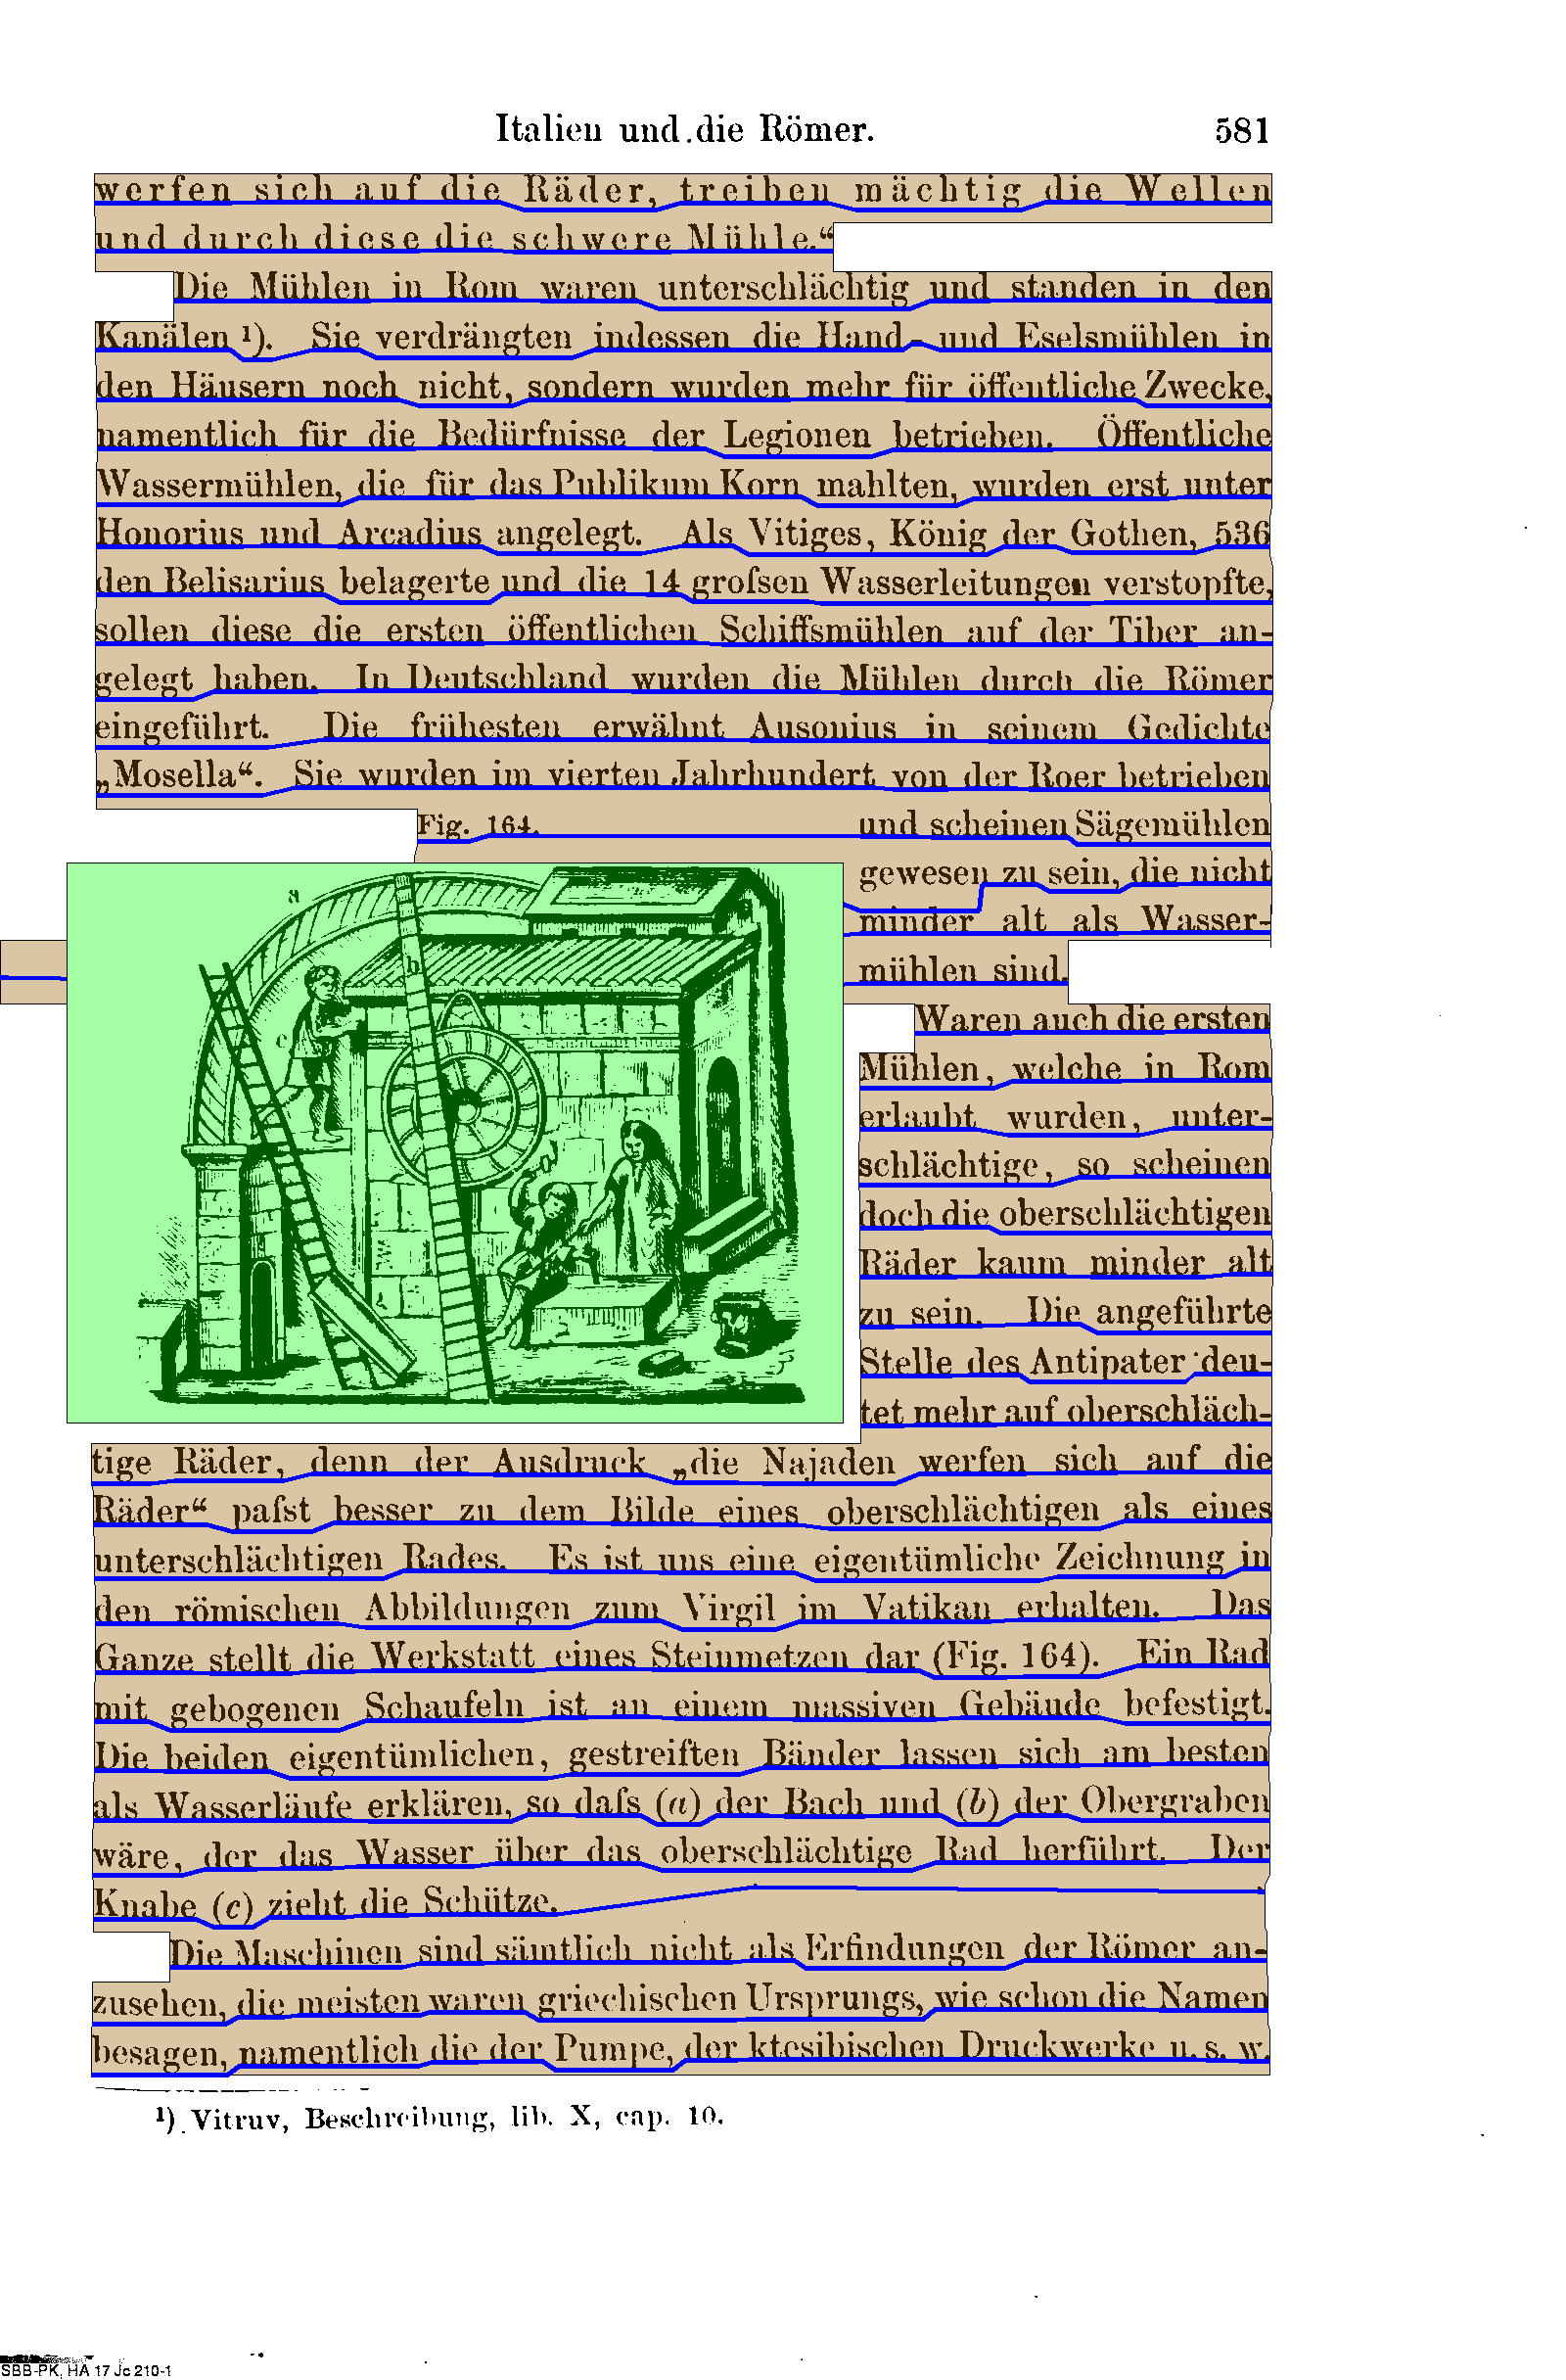 Italien und die Römer. 581
werfen sich auf die Räder, treiben mächtig die Wellen
und durch diese die schwere Mühle.“
Die Mühlen in Rom waren unterschlächtig und standen in den
Kanälen ¹). Sie verdrängten indessen die Hand- und Eselsmühlen in
den Häusern noch nicht, sondern wurden mehr für öffentliche Zwecke,
namentlich für die Bedürfnisse der Legionen betrieben. Öffentliche
Wassermühlen, die für das Publikum Korn mahlten, wurden erst unter
Honorius und Arcadius angelegt. Als Vitiges, König der Gothen, 536
den Belisarius belagerte und die 14 groſsen Wasserleitungen verstopfte,
sollen diese die ersten öffentlichen Schiffsmühlen auf der Tiber an-
gelegt haben. In Deutschland wurden die Mühlen durch die Römer
eingeführt. Die frühesten erwähnt Ausonius in seinem Gedichte
„Mosella“. Sie wurden im vierten Jahrhundert von der Roer betrieben
Fig. 164.
a
b
c
d
und scheinen Sägemühlen
gewesen zu sein, die nicht
minder alt als Wasser-
mühlen sind.
Waren auch die ersten
Mühlen, welche in Rom
erlaubt wurden, unter-
schlächtige, so scheinen
doch die oberschlächtigen
Räder kaum minder alt
zu sein. Die angeführte
Stelle des Antipater deu-
tet mehr auf oberschläch-
tige Räder, denn der Ausdruck „die Najaden werfen sich auf die
Räder“ paſst besser zu dem Bilde eines oberschlächtigen als eines
unterschlächtigen Rades. Es ist uns eine eigentümliche Zeichnung in
den römischen Abbildungen zum Virgil im Vatikan erhalten. Das
Ganze stellt die Werkstatt eines Steinmetzen dar (Fig. 164). Ein Rad
mit gebogenen Schaufeln ist an einem massiven Gebäude befestigt.
Die beiden eigentümlichen, gestreiften Bänder lassen sich am besten
als Wasserläufe erklären, so daſs (a) der Bach und (b) der Obergraben
wäre, der das Wasser über das oberschlächtige Rad herführt. Der
Knabe (c) zieht die Schütze.
Die Maschinen sind sämtlich nicht als Erfindungen der Römer an-
zusehen, die meisten waren griechischen Ursprungs, wie schon die Namen
besagen, namentlich die der Pumpe, der ktesibischen Druckwerke u. s. w.
¹) Vitruv, Beschreibung, lib. X, cap. 10.
SBB-PK, HA 17 Jc 210-1